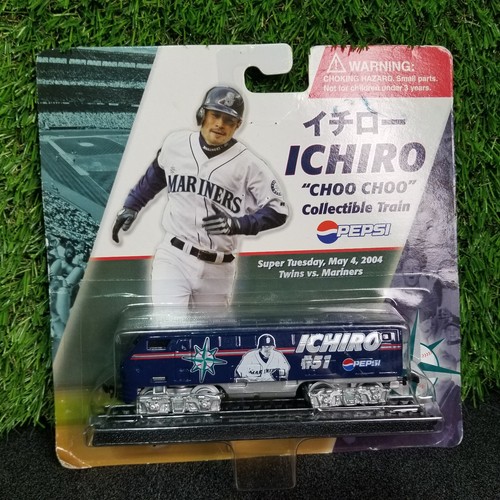 WARNING:
CHOKING HAZARD. Small parts.
Not for children under 3 years.
イチロー
ICHIRO
"CHOO CHOO"
Collectible Train
PEPSI
MARINERS
Super Tuesday, May 4, 2004
Twins vs. Mariners
ICHIRO
#51
PEPSI
MARINERS